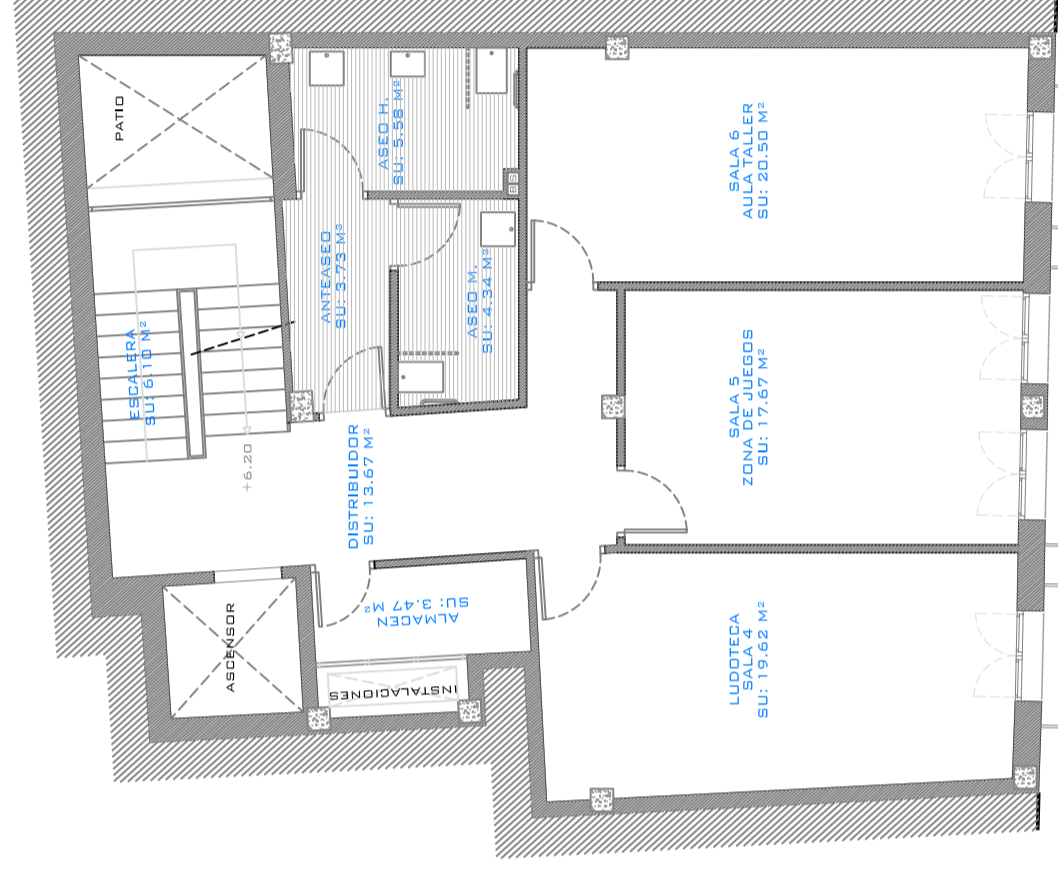 PATIO
ASEO H.
SU: 5.58 M²
BS
SALA 6
AULA TALLER
SU: 20.50 M²
ANTEASEO
SU: 3.73 M²
ASEO M.
SU: 4.34 M²
ESCALERA
SU: 6.10 M²
+6.20
DISTRIBUIDOR
SU: 13.67 M²
SALA 5
ZONA DE JUEGOS
SU: 17.67 M²
ASCENSOR
ALMACEN
SU: 3.47 M²
INSTALACIONES
LUDOTECA
SALA 4
SU: 19.62 M²